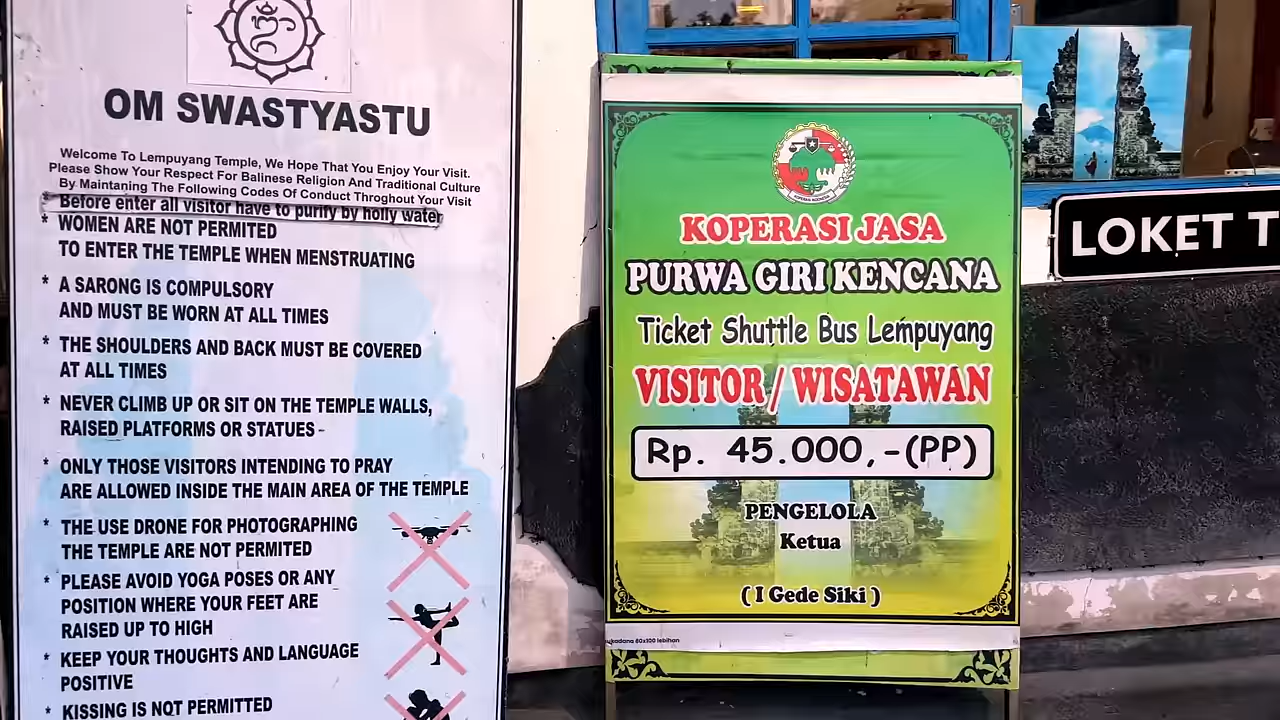 OM SWASTYASTU
Welcome To Lempuyang Temple, We Hope That You Enjoy Your Visit.
Please Show Your Respect For Balinese Religion And Traditional Culture
By Maintaning The Following Codes Of Conduct Throghout Your Visit
* Before enter all visitor have to purify by holly water
* WOMEN ARE NOT PERMITED
TO ENTER THE TEMPLE WHEN MENSTRUATING
* A SARONG IS COMPULSORY
AND MUST BE WORN AT ALL TIMES
* THE SHOULDERS AND BACK MUST BE COVERED
AT ALL TIMES
* NEVER CLIMB UP OR SIT ON THE TEMPLE WALLS,
RAISED PLATFORMS OR STATUES -
* ONLY THOSE VISITORS INTENDING TO PRAY
ARE ALLOWED INSIDE THE MAIN AREA OF THE TEMPLE
* THE USE DRONE FOR PHOTOGRAPHING
THE TEMPLE ARE NOT PERMITED
* PLEASE AVOID YOGA POSES OR ANY
POSITION WHERE YOUR FEET ARE
RAISED UP TO HIGH
* KEEP YOUR THOUGHTS AND LANGUAGE
POSITIVE
* KISSING IS NOT PERMITTED
KOPERASI JASA
PURWA GIRI KENCANA
Ticket Shuttle Bus Lempuyang
VISITOR / WISATAWAN
Rp. 45.000,-(PP)
PENGELOLA
Ketua
( I Gede Siki )
80x100 lebihan
LOKET T